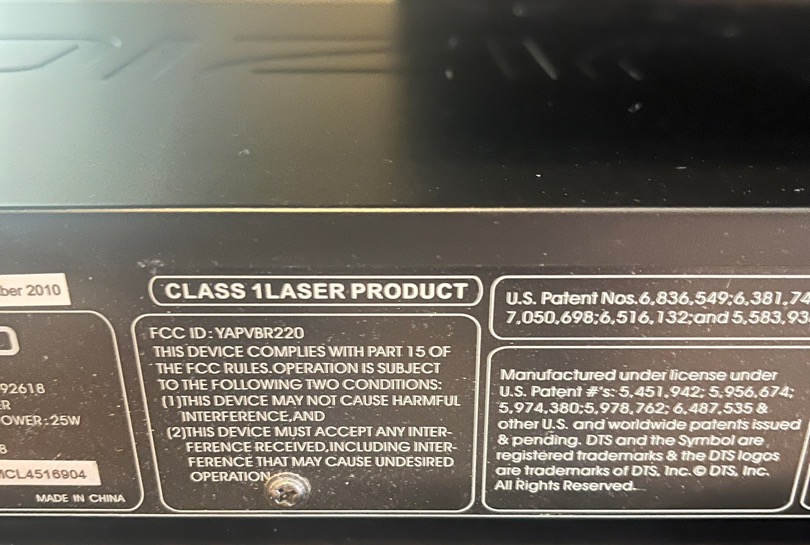 2010
92618
OWER:25W
MCL4516904
MADE IN CHINA
CLASS 1LASER PRODUCT
FCC ID: YAPVBR220
THIS DEVICE COMPLIES WITH PART 15 OF
THE FCC RULES.OPERATION IS SUBJECT
TO THE FOLLOWING TWO CONDITIONS:
(1)THIS DEVICE MAY NOT CAUSE HARMFUL
INTERFERENCE,AND
(2)THIS DEVICE MUST ACCEPT ANY INTER-
FERENCE RECEIVED,INCLUDING INTER-
FERENCE THAT MAY CAUSE UNDESIRED
OPERATION
U.S. Patent Nos.6,836,549;6,381,74
7,050,698;6,516,132;and 5,583,93
Manufactured under license under
U.S. Patent #'s: 5,451,942; 5,956,674;
5,974,380;5,978,762; 6,487,535 &
other U.S. and worldwide patents issued
& pending. DTS and the Symbol are
registered trademarks & the DTS logos
are trademarks of DTS, Inc. © DTS, Inc.
All Rights Reserved.